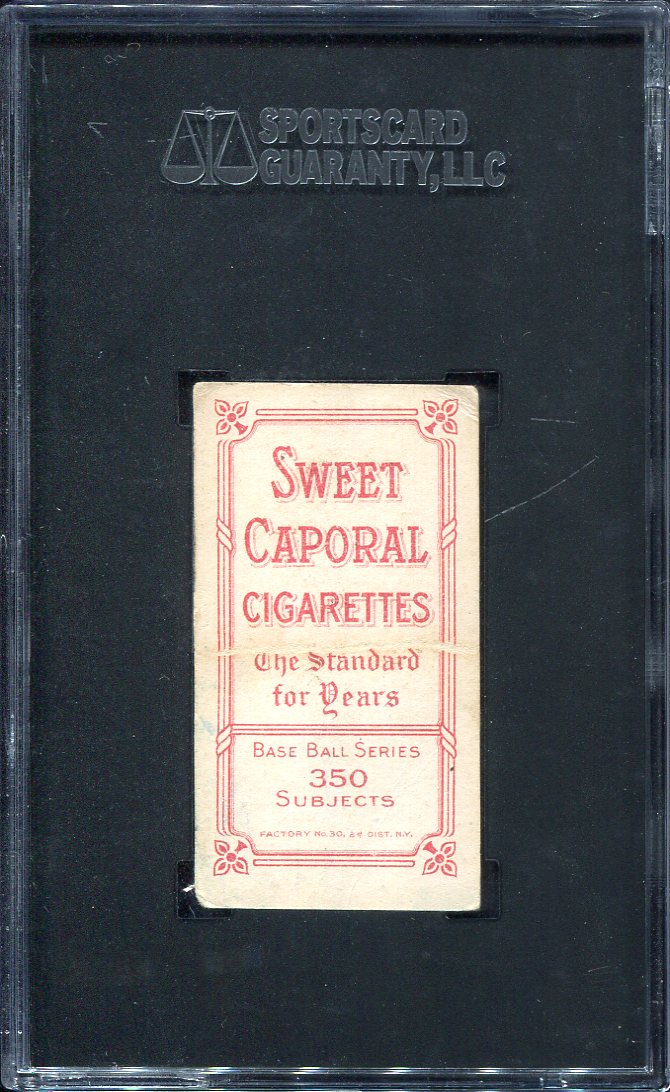 SPORTSCARD
GUARANTY, LLC
SWEET
CAPORAL
CIGARETTES
The Standard
for Years
BASE BALL SERIES
350
SUBJECTS
FACTORY No. 30, 2d DIST. N.Y.